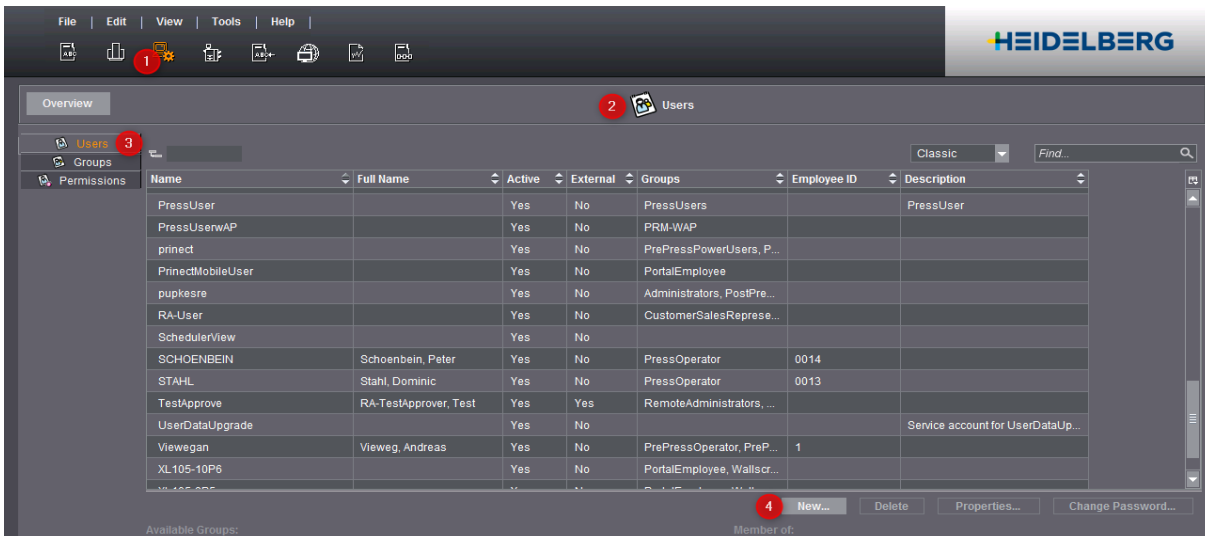 File | Edit | View | Tools | Help |
HEIDELBERG
1
Overview
2 Users
Users 3
Groups
Permissions
Classic
Find...
Name Full Name Active External Groups Employee ID Description
PressUser Yes No PressUsers PressUser
PressUserwAP Yes No PRM-WAP
prinect Yes No PrePressPowerUsers, P...
PrinectMobileUser Yes No PortalEmployee
pupkesre Yes No Administrators, PostPre...
RA-User Yes No CustomerSalesReprese...
SchedulerView Yes No
SCHOENBEIN Schoenbein, Peter Yes No PressOperator 0014
STAHL Stahl, Dominic Yes No PressOperator 0013
TestApprove RA-TestApprover, Test Yes Yes RemoteAdministrators, ...
UserDataUpgrade Yes No Service account for UserDataUp...
Viewegan Vieweg, Andreas Yes No PrePressOperator, PreP... 1
XL105-10P6 Yes No PortalEmployee, Wallscr...
4 New... Delete Properties... Change Password...
Available Groups: Member of: